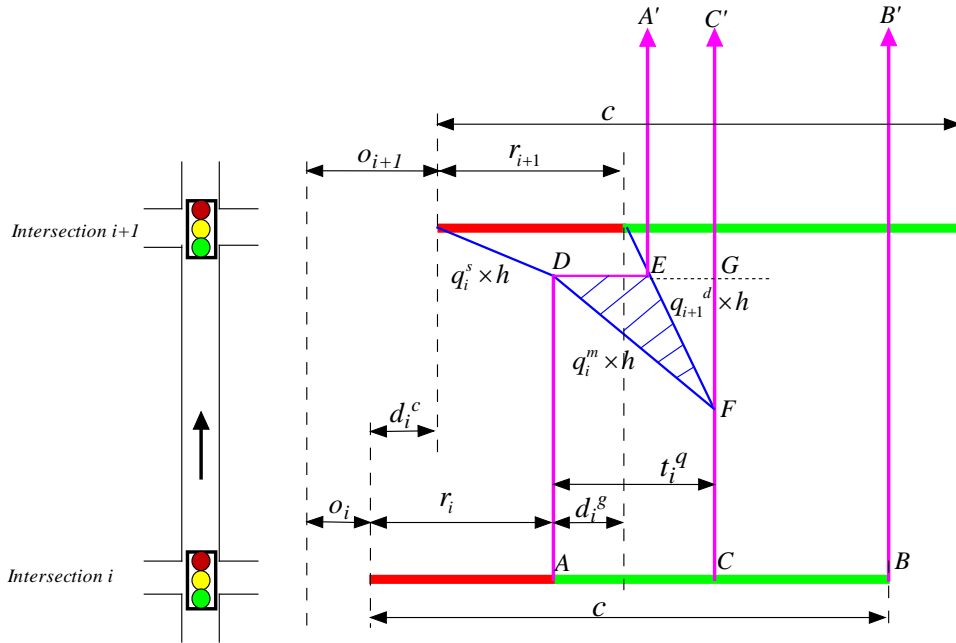 A' C' B'
c
o_{i+1} r_{i+1}
Intersection i+1
D E G
q_i^s × h
q_{i+1}^d × h
q_i^m × h
F
d_i^c
t_i^q
o_i r_i d_i^g
A C B
Intersection i
c